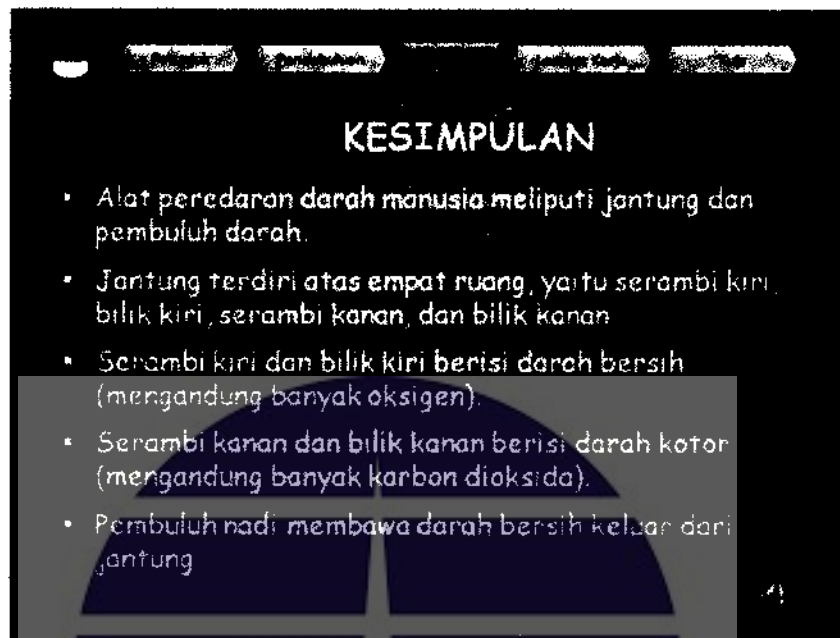 KESIMPULAN
• Alat peredaran darah manusia meliputi jantung dan
pembuluh darah.
• Jantung terdiri atas empat ruang, yaitu serambi kiri,
bilik kiri, serambi kanan, dan bilik kanan
• Serambi kiri dan bilik kiri berisi darah bersih
(mengandung banyak oksigen).
• Serambi kanan dan bilik kanan berisi darah kotor
(mengandung banyak karbon dioksida).
• Pembuluh nadi membawa darah bersih keluar dari
jantung